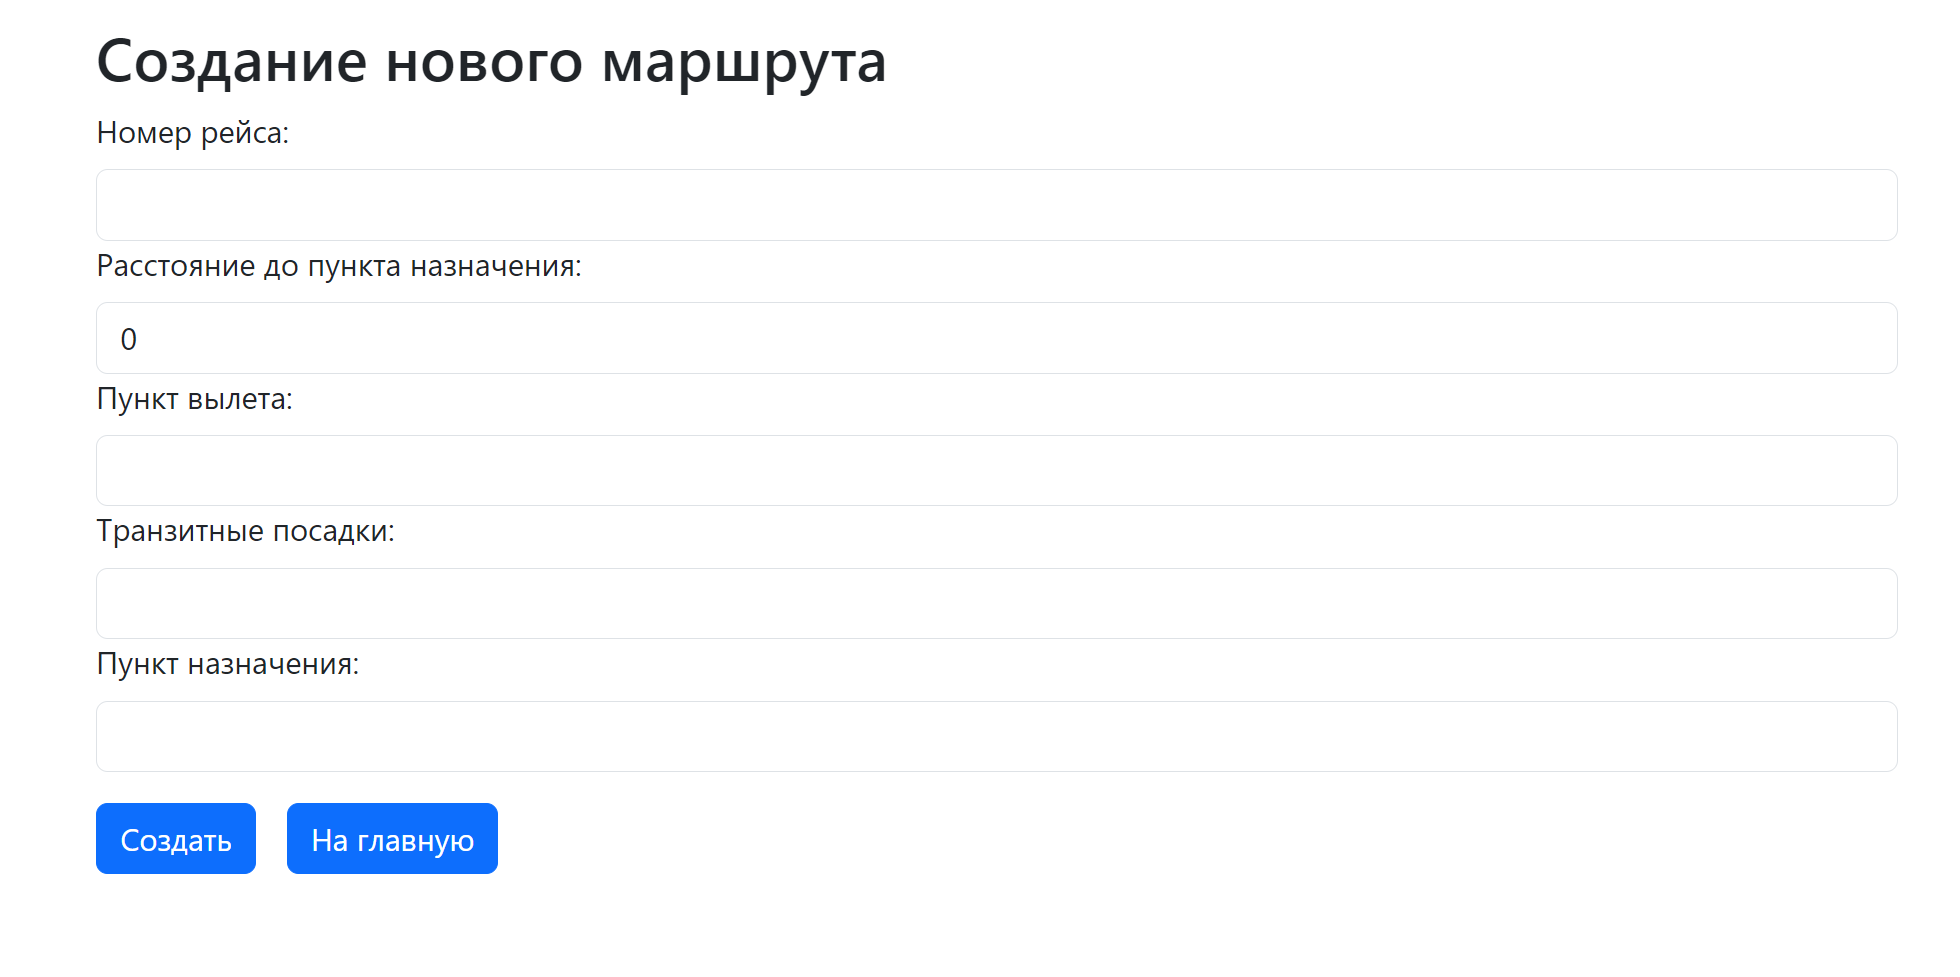 Создание нового маршрута
Номер рейса:
Расстояние до пункта назначения:
0
Пункт вылета:
Транзитные посадки:
Пункт назначения:
Создать На главную